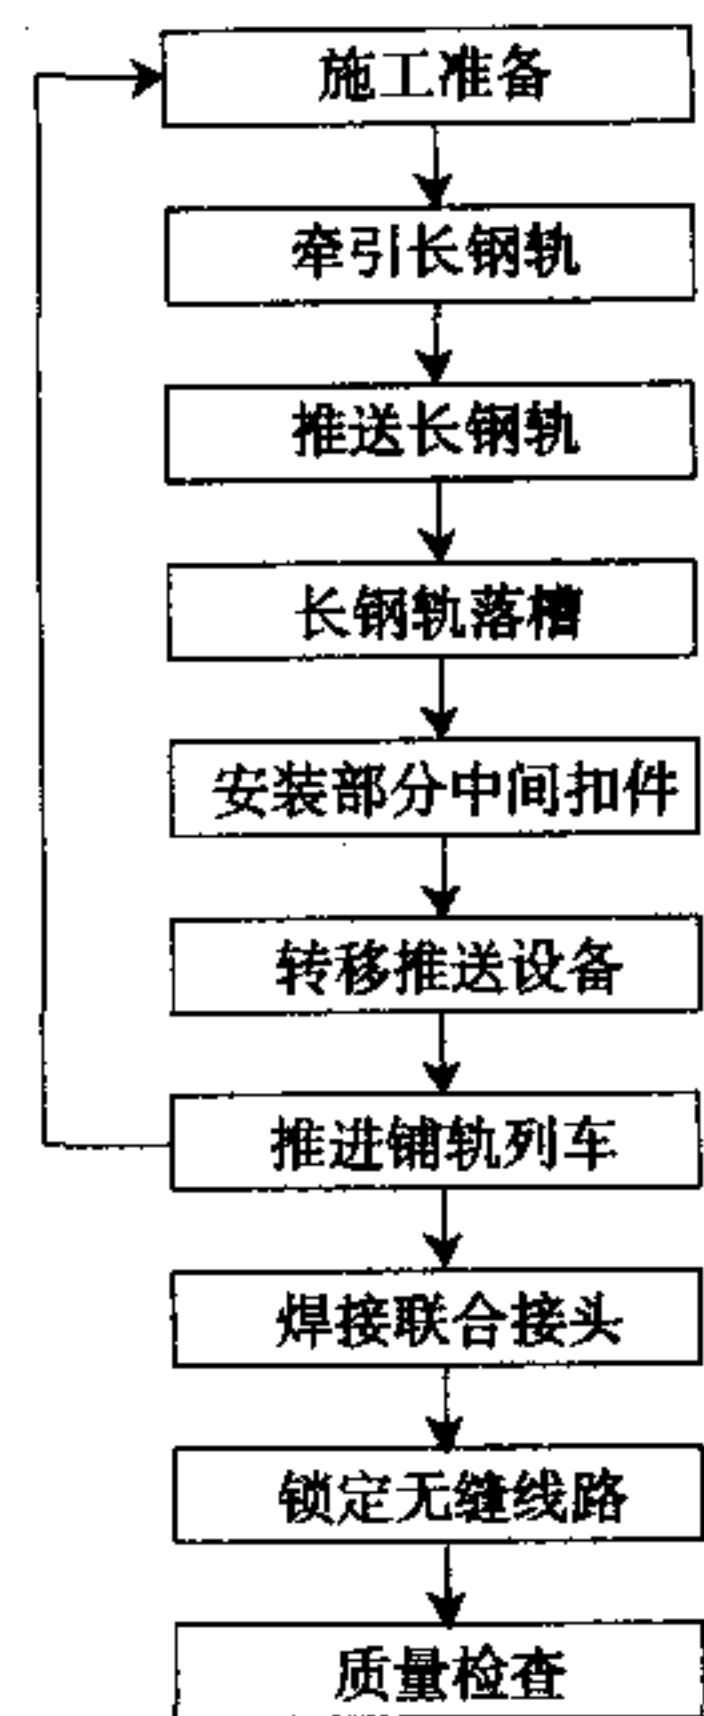 施工准备
牵引长钢轨
推送长钢轨
长钢轨落槽
安装部分中间扣件
转移推送设备
推进铺轨列车
焊接联合接头
锁定无缝线路
质量检查